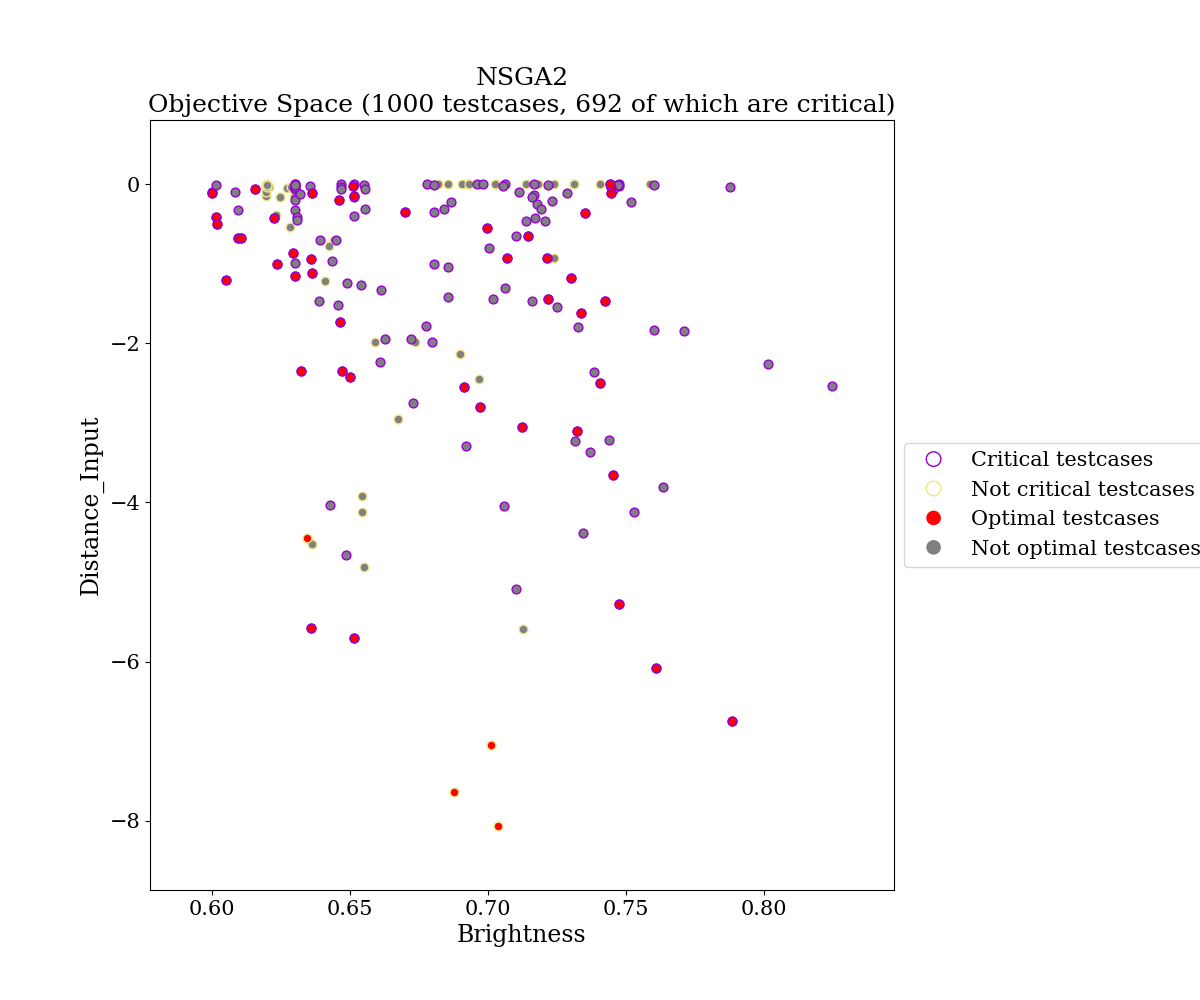 NSGA2
Objective Space (1000 testcases, 692 of which are critical)
0
−2
−4
−6
−8
Distance_Input
0.60
0.65
0.70
0.75
0.80
Brightness
Critical testcases
Not critical testcases
Optimal testcases
Not optimal testcases